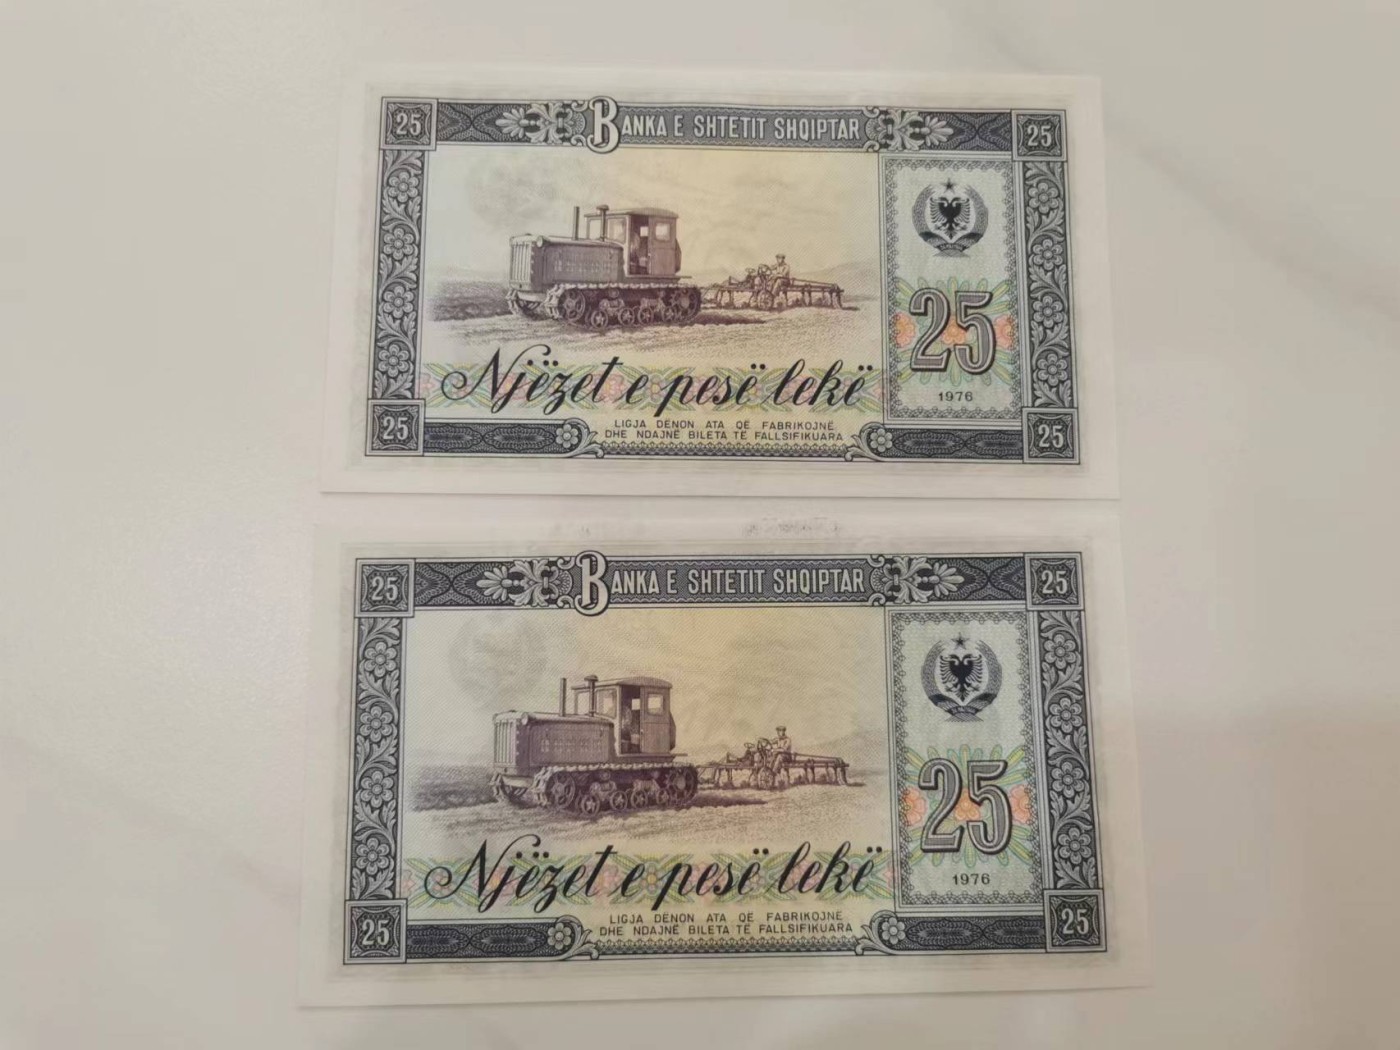 25 BANKA E SHTETIT SHQIPTAR 25
25
Njëzet e pesë lekë
1976
25 LIGJA DËNON ATA QË FABRIKOJNË
DHE NDAJNË BILETA TË FALLSIFIKUARA 25
25 BANKA E SHTETIT SHQIPTAR 25
25
Njëzet e pesë lekë
1976
25 LIGJA DËNON ATA QË FABRIKOJNË
DHE NDAJNË BILETA TË FALLSIFIKUARA 25